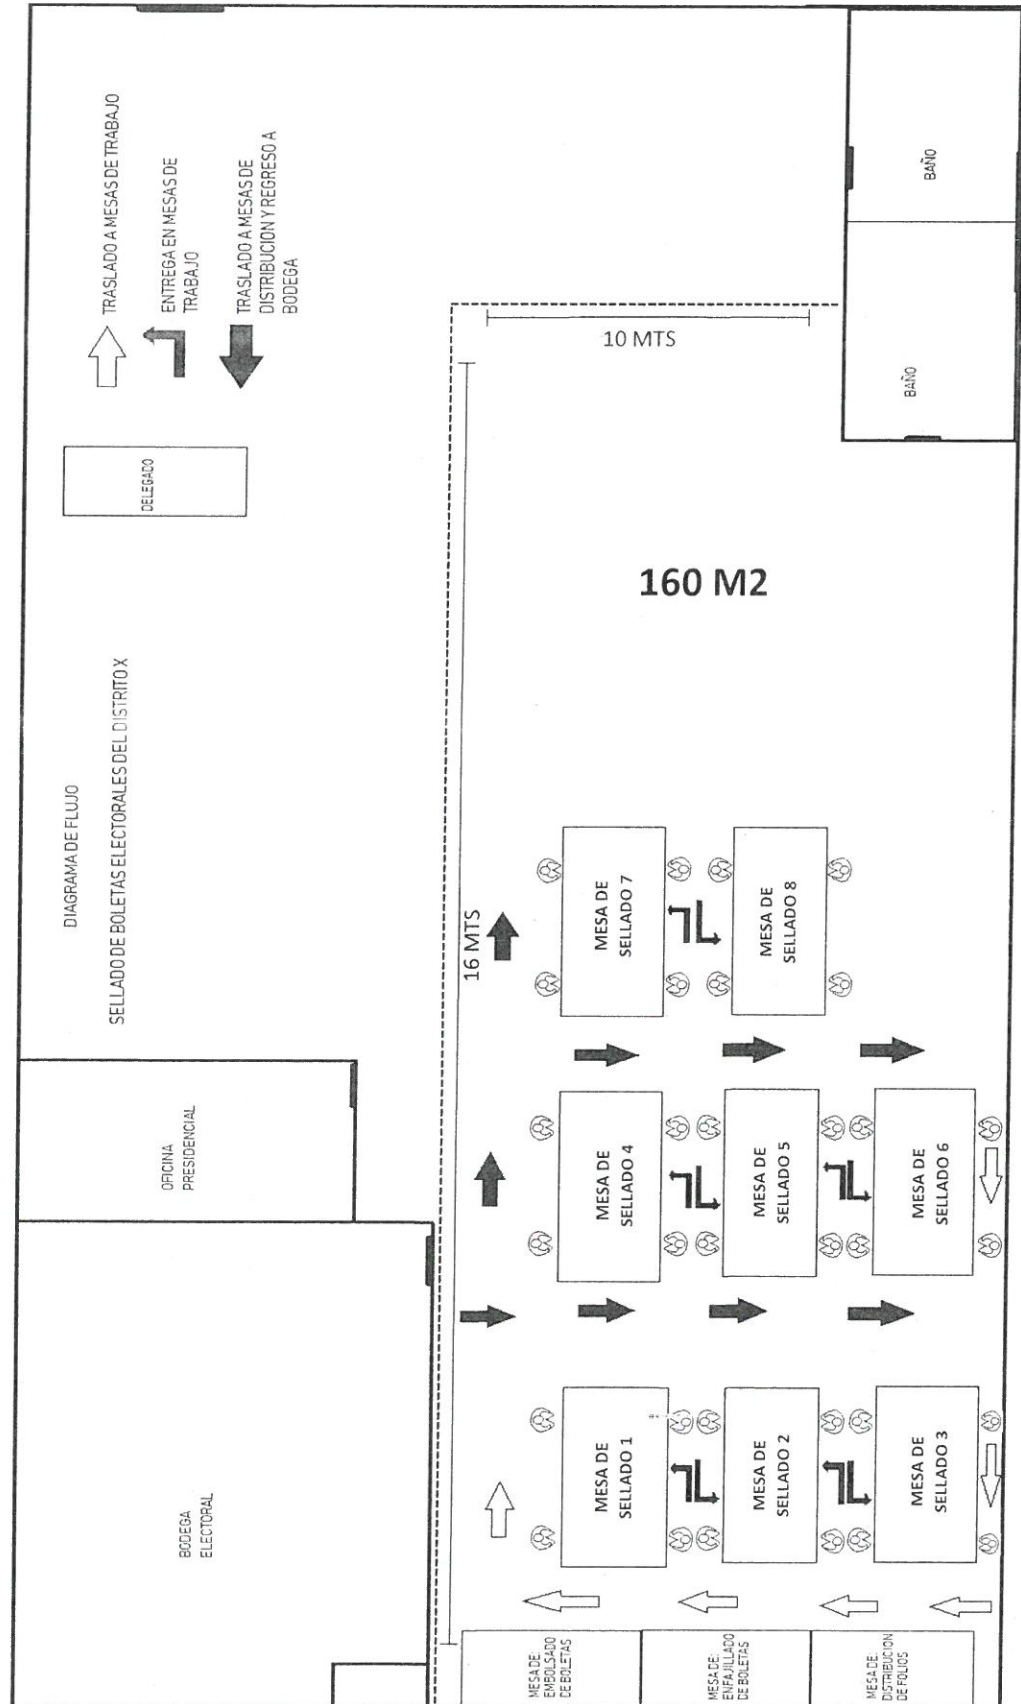 DIAGRAMA DE FLUJO
SELLADO DE BOLETAS ELECTORALES DEL DISTRITO X
TRASLADO A MESAS DE TRABAJO
ENTREGA EN MESAS DE
TRABAJO
TRASLADO A MESAS DE
DISTRIBUCION Y REGRESO A
BODEGA
DELEGADO
OFICINA
PRESIDENCIAL
BODEGA
ELECTORAL
16 MTS
10 MTS
160 M2
BAÑO
BAÑO
MESA DE
SELLADO 7
MESA DE
SELLADO 8
MESA DE
SELLADO 4
MESA DE
SELLADO 5
MESA DE
SELLADO 6
MESA DE
SELLADO 1
MESA DE
SELLADO 2
MESA DE
SELLADO 3
MESA DE:
EMBOLSADO
DE BOLETAS
MESA DE:
ENFAJILLADO
DE BOLETAS
MESA DE:
DISTRIBUCION
DE FOLIOS